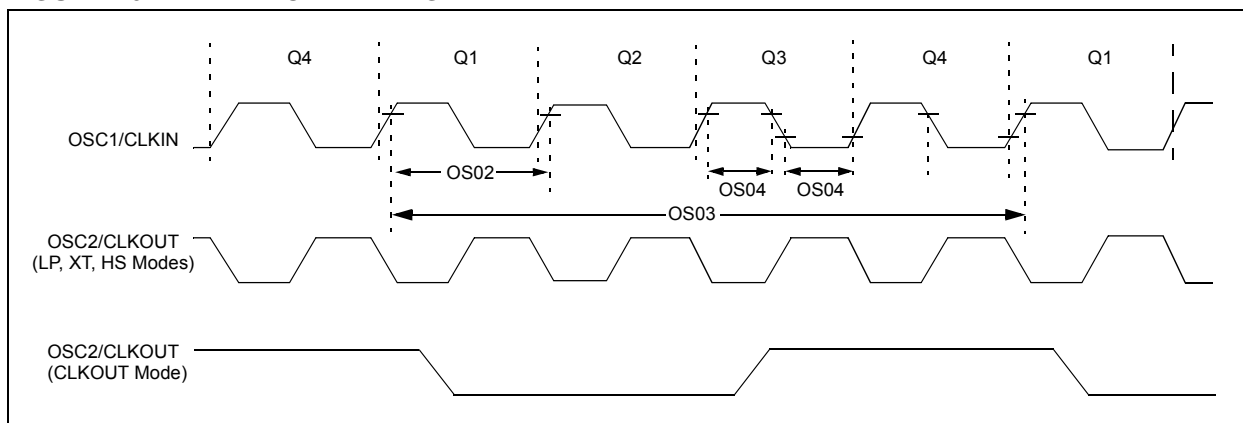 Q4 Q1 Q2 Q3 Q4 Q1
OSC1/CLKIN
OS02
OS04 OS04
OS03
OSC2/CLKOUT
(LP, XT, HS Modes)
OSC2/CLKOUT
(CLKOUT Mode)